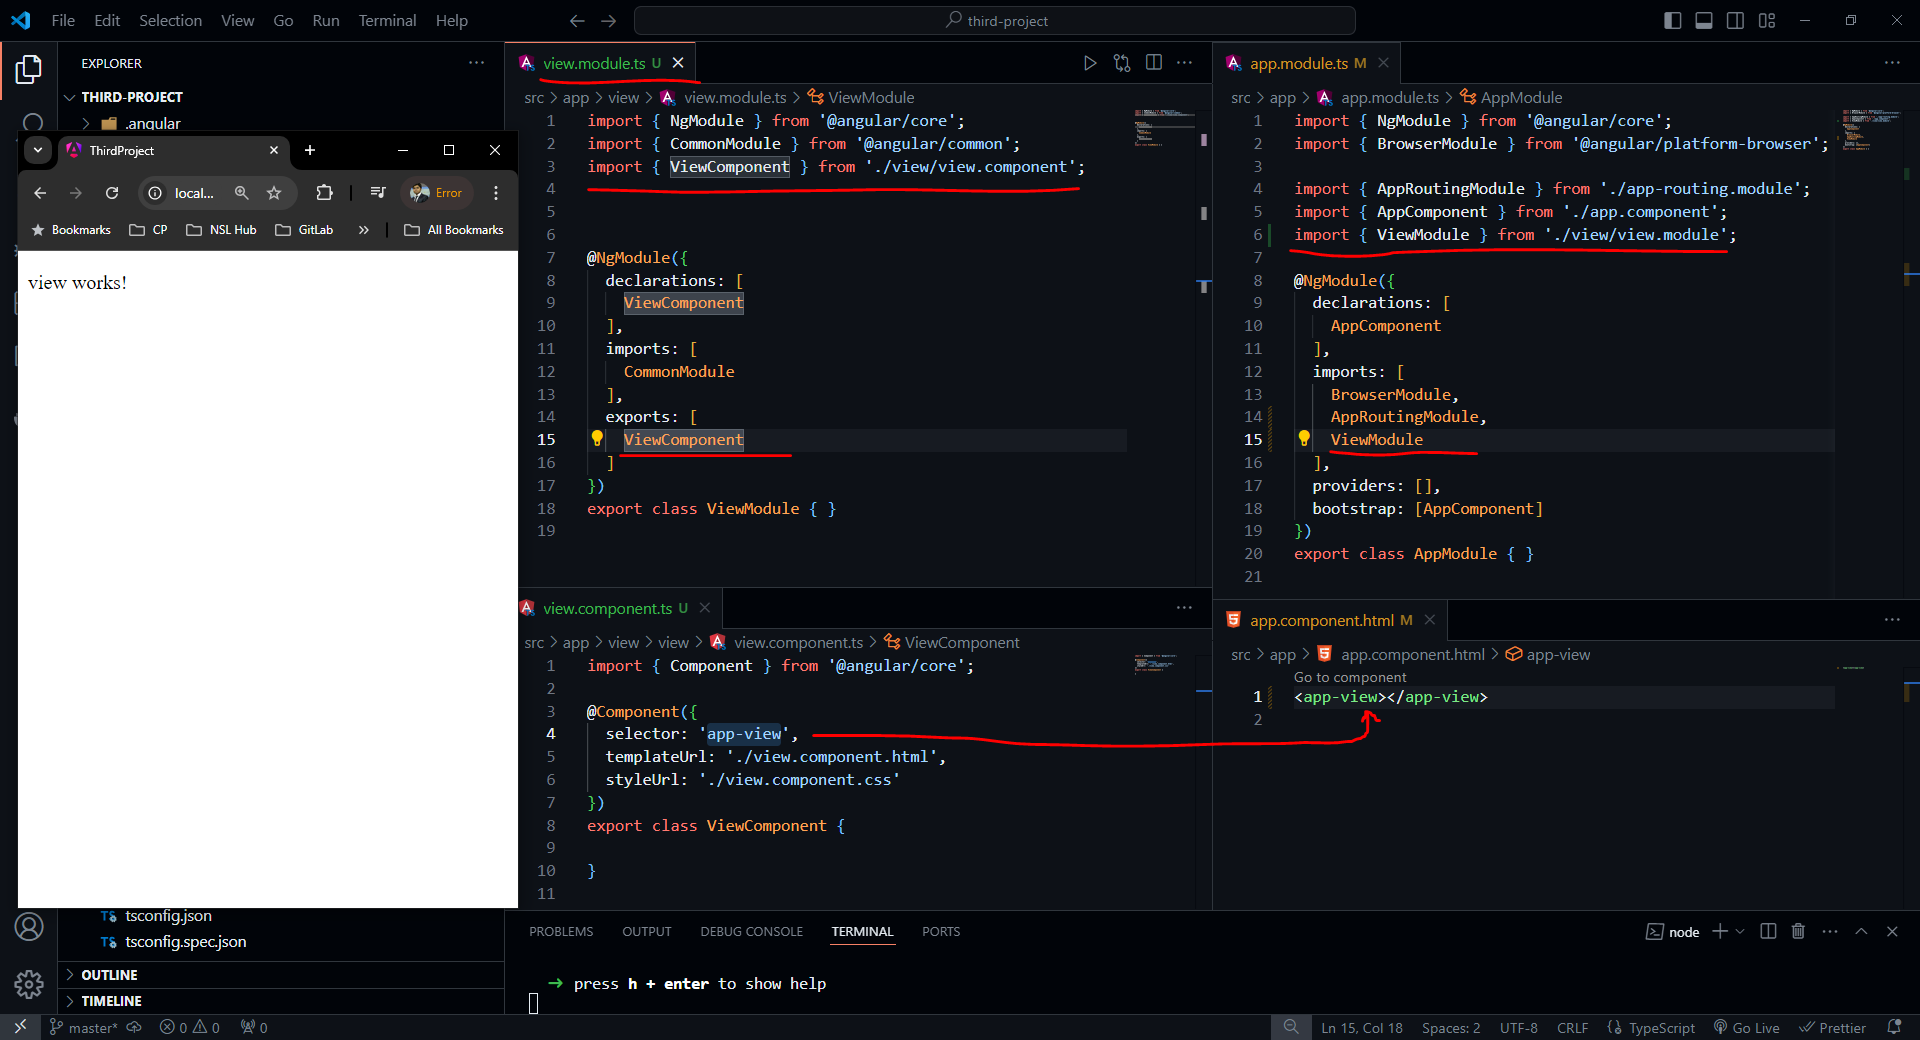 File Edit Selection View Go Run Terminal Help
third-project
EXPLORER
THIRD-PROJECT
.angular
ThirdProject
local...
Error
Bookmarks CP NSL Hub GitLab » All Bookmarks
view works!
tsconfig.json
tsconfig.spec.json
OUTLINE
TIMELINE
view.module.ts U
src > app > view > view.module.ts > ViewModule
1 import { NgModule } from '@angular/core';
2 import { CommonModule } from '@angular/common';
3 import { ViewComponent } from './view/view.component';
4
5
6
7 @NgModule({
8 declarations: [
9 ViewComponent
10 ],
11 imports: [
12 CommonModule
13 ],
14 exports: [
15 ViewComponent
16 ]
17 })
18 export class ViewModule { }
19
app.module.ts M
src > app > app.module.ts > AppModule
1 import { NgModule } from '@angular/core';
2 import { BrowserModule } from '@angular/platform-browser';
3
4 import { AppRoutingModule } from './app-routing.module';
5 import { AppComponent } from './app.component';
6 import { ViewModule } from './view/view.module';
7
8 @NgModule({
9 declarations: [
10 AppComponent
11 ],
12 imports: [
13 BrowserModule,
14 AppRoutingModule,
15 ViewModule
16 ],
17 providers: [],
18 bootstrap: [AppComponent]
19 })
20 export class AppModule { }
21
view.component.ts U
src > app > view > view > view.component.ts > ViewComponent
1 import { Component } from '@angular/core';
2
3 @Component({
4 selector: 'app-view',
5 templateUrl: './view.component.html',
6 styleUrl: './view.component.css'
7 })
8 export class ViewComponent {
9
10 }
11
app.component.html M
src > app > app.component.html > app-view
Go to component
1 <app-view></app-view>
2
PROBLEMS OUTPUT DEBUG CONSOLE TERMINAL PORTS
node
➜ press h + enter to show help
master* 0 0 0
Ln 15, Col 18 Spaces: 2 UTF-8 CRLF {} TypeScript Go Live Prettier